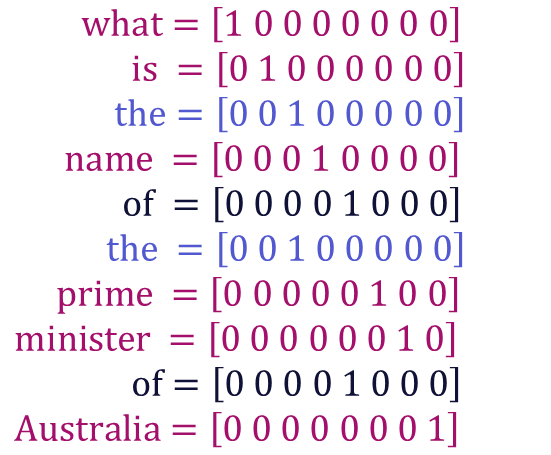 what = [1 0 0 0 0 0 0 0]
is = [0 1 0 0 0 0 0 0]
the = [0 0 1 0 0 0 0 0]
name = [0 0 0 1 0 0 0 0]
of = [0 0 0 0 1 0 0 0]
the = [0 0 1 0 0 0 0 0]
prime = [0 0 0 0 0 1 0 0]
minister = [0 0 0 0 0 0 1 0]
of = [0 0 0 0 1 0 0 0]
Australia = [0 0 0 0 0 0 0 1]